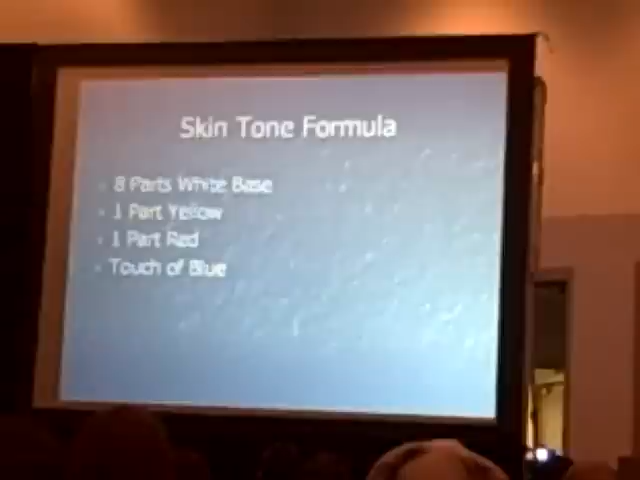 Skin Tone Formula
8 Parts White Base
1 Part Yellow
1 Part Red
Touch of Blue